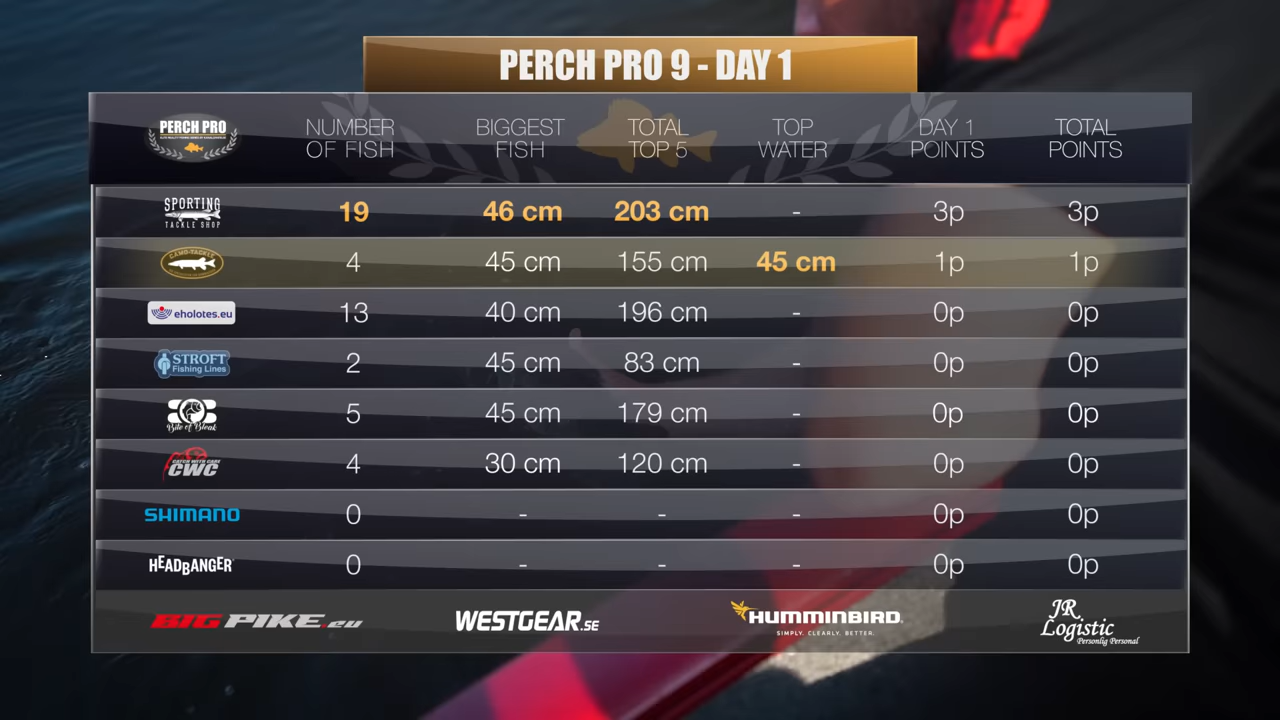 PERCH PRO 9 - DAY 1
PERCH PRO
NUMBER OF FISH
BIGGEST FISH
TOTAL TOP 5
TOP WATER
DAY 1 POINTS
TOTAL POINTS
SPORTING TACKLE SHOP 19 46 cm 203 cm - 3p 3p
CAMO-TACKLE 4 45 cm 155 cm 45 cm 1p 1p
eholotes.eu 13 40 cm 196 cm - 0p 0p
STROFT Fishing Lines 2 45 cm 83 cm - 0p 0p
Bite of Bleak 5 45 cm 179 cm - 0p 0p
CATCH WITH CARE CWC 4 30 cm 120 cm - 0p 0p
SHIMANO 0 - - - 0p 0p
HEADBANGER 0 - - - 0p 0p
BIG PIKE.eu WESTGEAR.SE HUMMINBIRD JR Logistic
SIMPLY. CLEARLY. BETTER. Personlig Personal